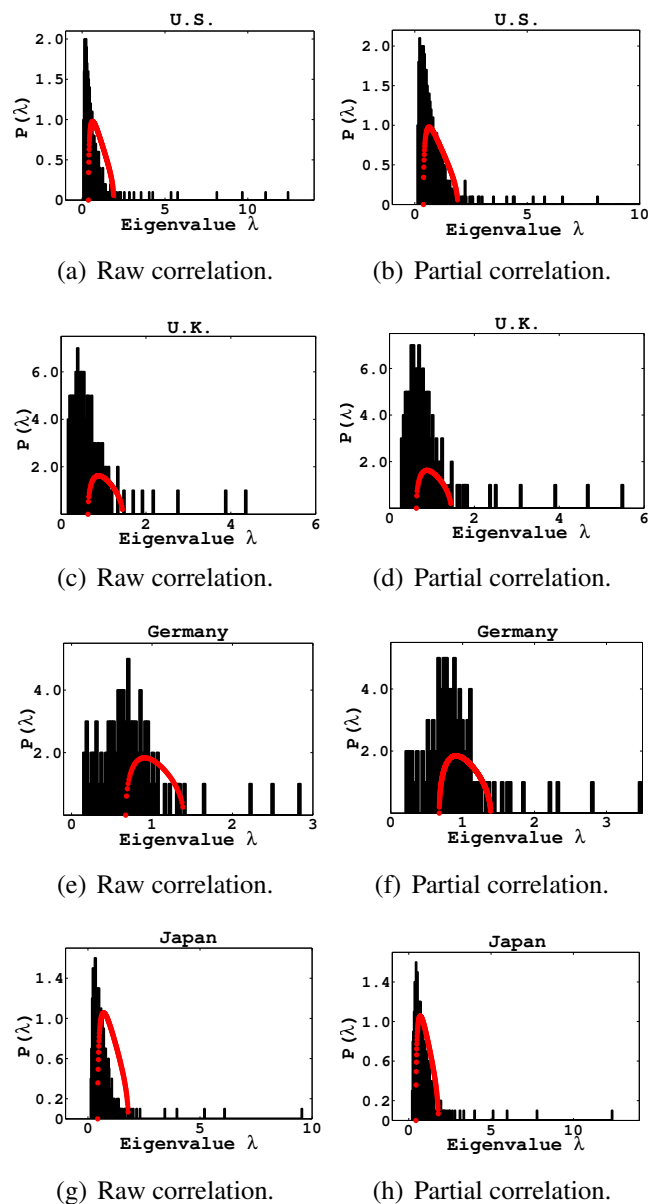 U.S.
2.0
1.5
1.0
0.5
0
P(λ)
0 5 10
Eigenvalue λ
(a) Raw correlation.
U.S.
2.0
1.5
1.0
0.5
0
P(λ)
0 5 10
Eigenvalue λ
(b) Partial correlation.
U.K.
6.0
4.0
2.0
P(λ)
0 2 4 6
Eigenvalue λ
(c) Raw correlation.
U.K.
6.0
4.0
2.0
P(λ)
0 2 4 6
Eigenvalue λ
(d) Partial correlation.
Germany
4.0
2.0
P(λ)
0 1 2 3
Eigenvalue λ
(e) Raw correlation.
Germany
4.0
2.0
0
P(λ)
0 1 2 3
Eigenvalue λ
(f) Partial correlation.
Japan
1.4
1.0
0.6
0.2
0
P(λ)
0 5 10
Eigenvalue λ
(g) Raw correlation.
Japan
1.4
1.0
0.6
0.2
0
P(λ)
0 5 10
Eigenvalue λ
(h) Partial correlation.